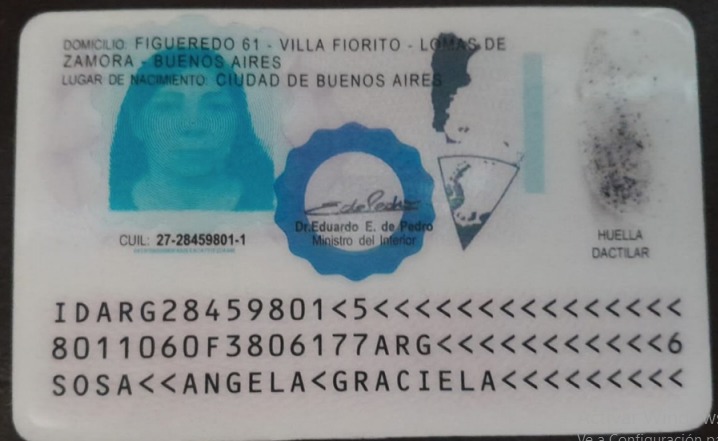 DOMICILIO: FIGUEREDO 61 - VILLA FIORITO - LOMAS DE
ZAMORA - BUENOS AIRES
LUGAR DE NACIMIENTO: CIUDAD DE BUENOS AIRES
E de Pedro
Dr.Eduardo E. de Pedro
Ministro del Interior
CUIL: 27-28459801-1
HUELLA
DACTILAR
IDARG28459801<5<<<<<<<<<<<<<<<
8011060F3806177ARG<<<<<<<<<<<6
SOSA<<ANGELA<GRACIELA<<<<<<<<<
Ve a Configuración